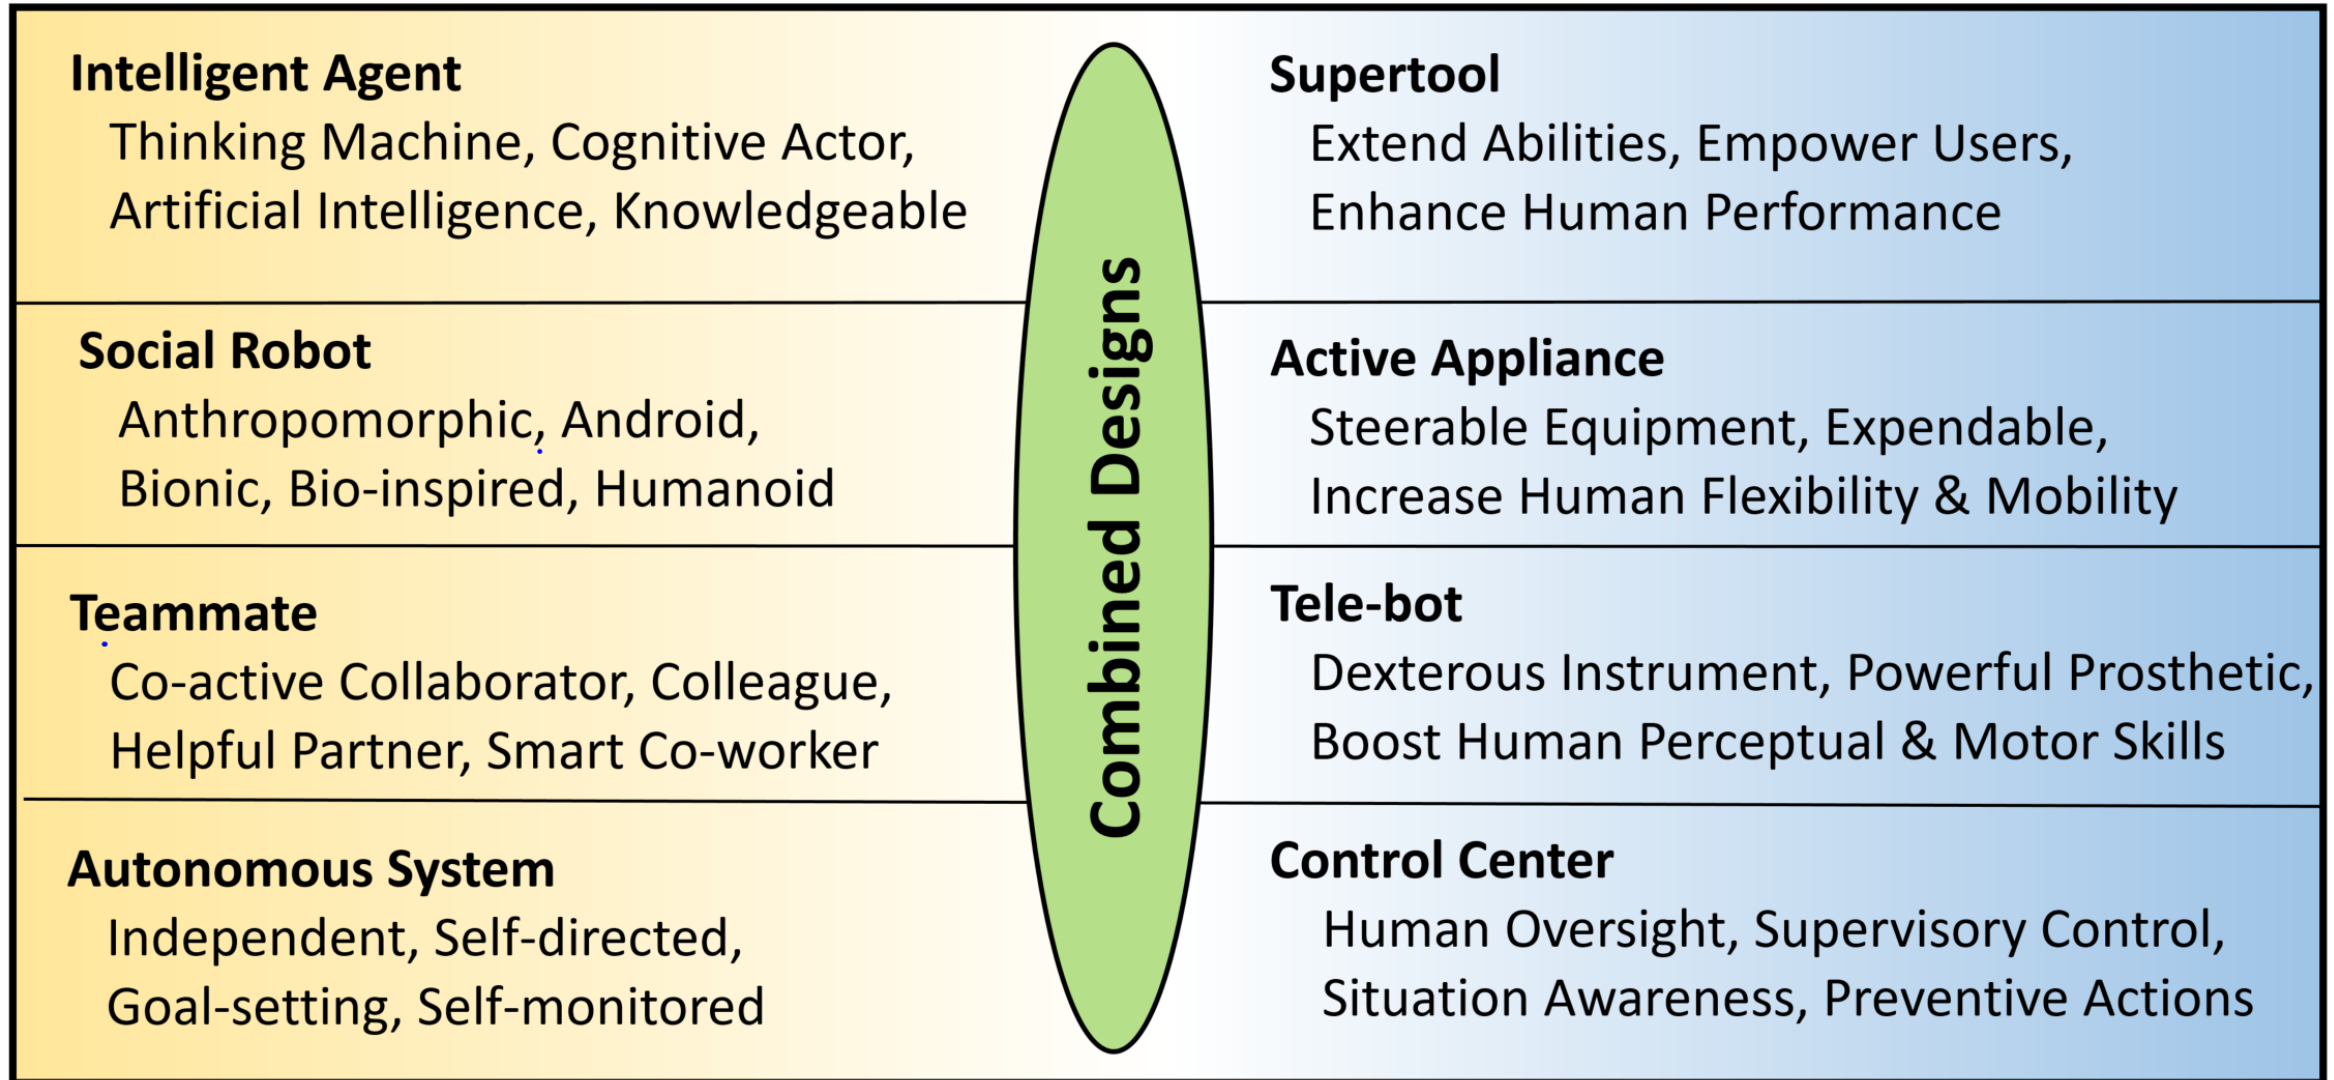 Intelligent Agent
Thinking Machine, Cognitive Actor,
Artificial Intelligence, Knowledgeable
Supertool
Extend Abilities, Empower Users,
Enhance Human Performance
Social Robot
Anthropomorphic, Android,
Bionic, Bio-inspired, Humanoid
Active Appliance
Steerable Equipment, Expendable,
Increase Human Flexibility & Mobility
Teammate
Co-active Collaborator, Colleague,
Helpful Partner, Smart Co-worker
Tele-bot
Dexterous Instrument, Powerful Prosthetic,
Boost Human Perceptual & Motor Skills
Autonomous System
Independent, Self-directed,
Goal-setting, Self-monitored
Control Center
Human Oversight, Supervisory Control,
Situation Awareness, Preventive Actions
Combined Designs